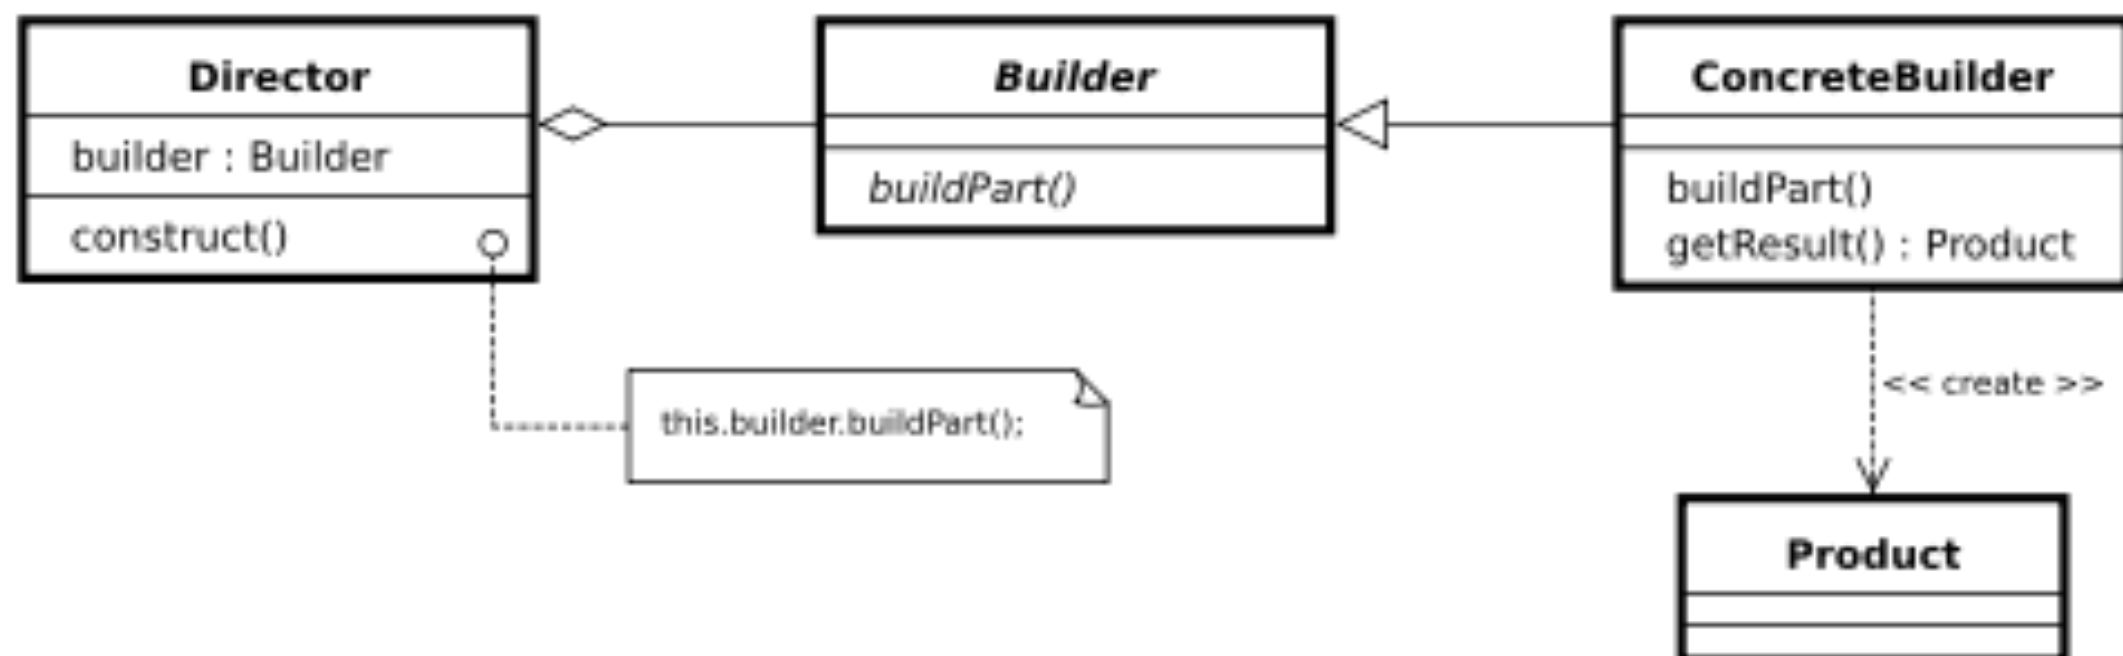 Director
builder : Builder
construct()
Builder
buildPart()
ConcreteBuilder
buildPart()
getResult() : Product
this.builder.buildPart();
<< create >>
Product